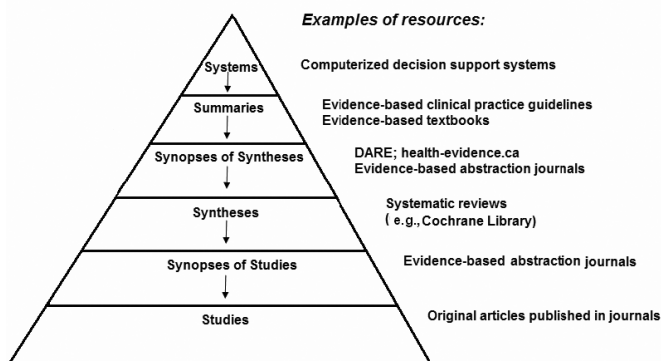 Examples of resources:
Systems
Computerized decision support systems
Summaries
Evidence-based clinical practice guidelines
Evidence-based textbooks
Synopses of Syntheses
DARE; health-evidence.ca
Evidence-based abstraction journals
Syntheses
Systematic reviews
( e.g., Cochrane Library)
Synopses of Studies
Evidence-based abstraction journals
Studies
Original articles published in journals